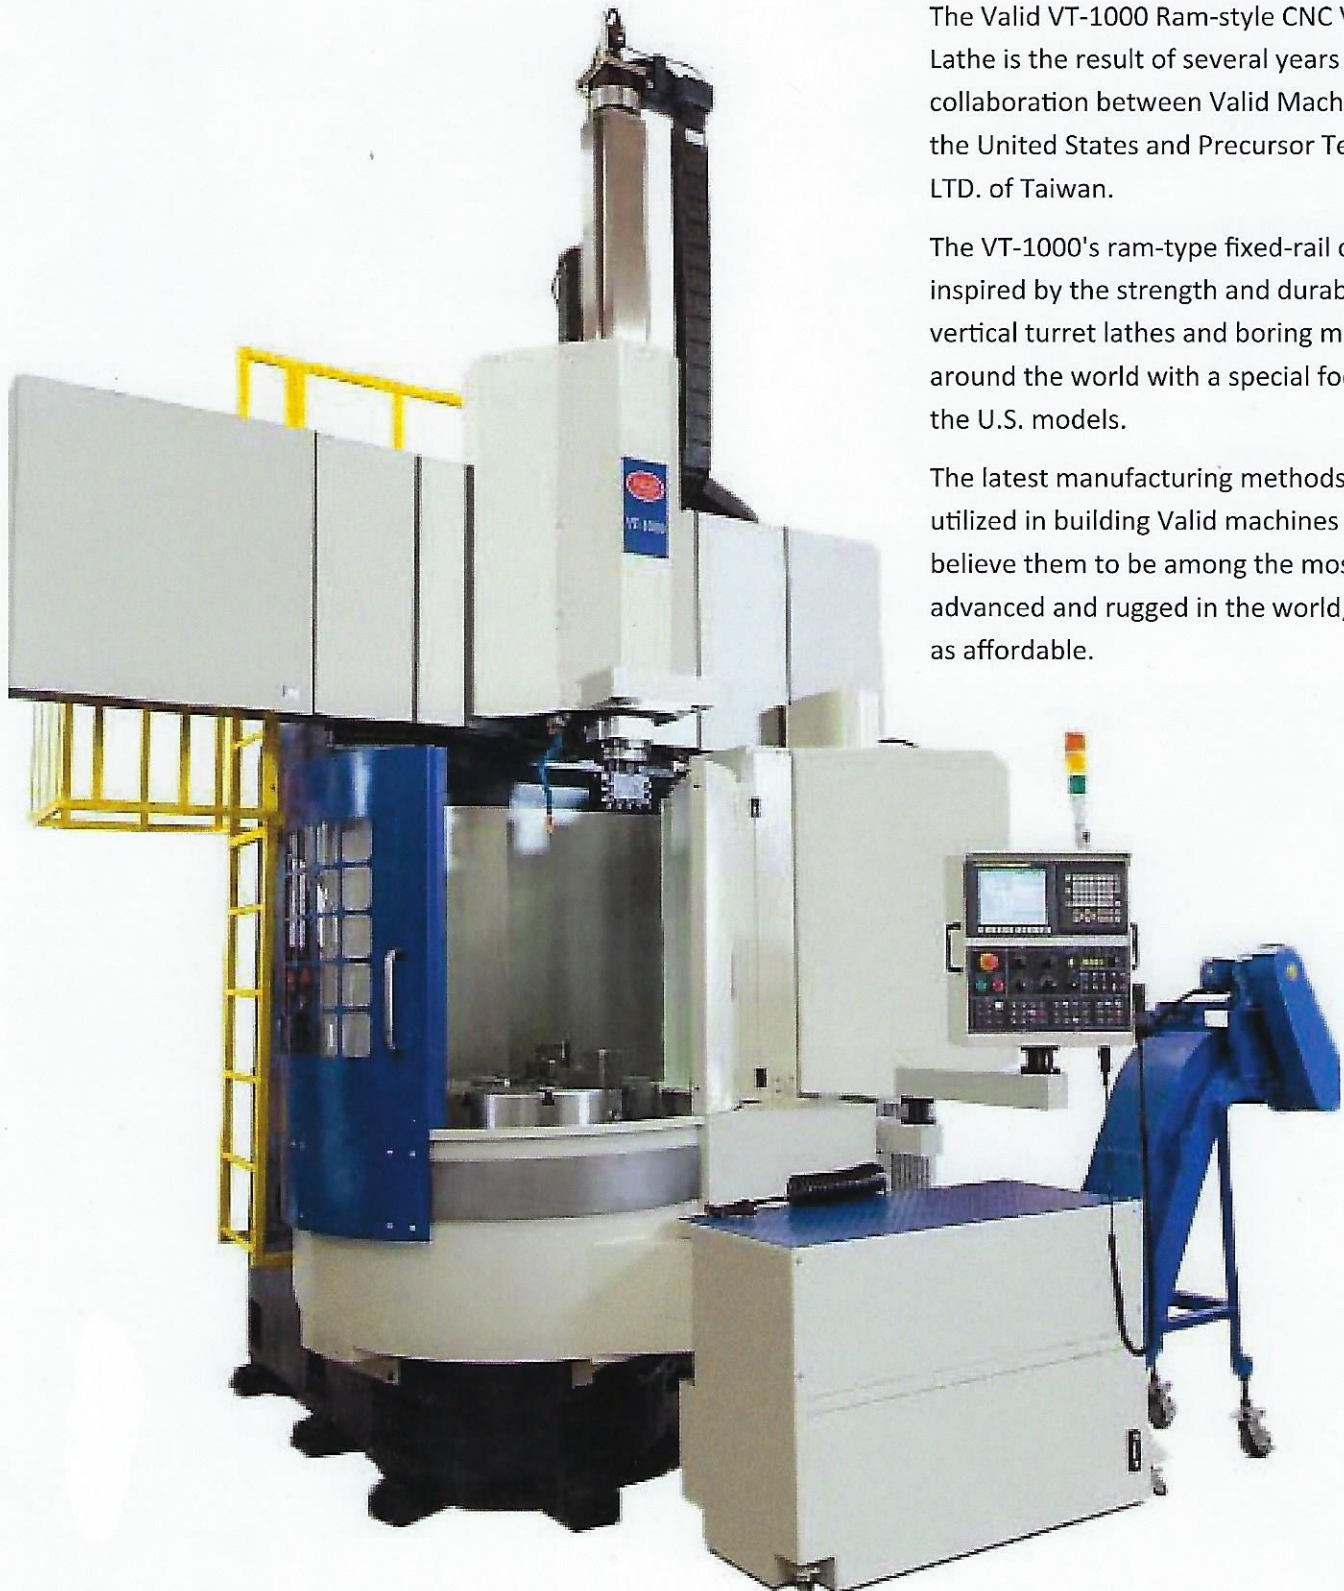 The Valid VT-1000 Ram-style CNC
Lathe is the result of several years
collaboration between Valid Mach
the United States and Precursor Te
LTD. of Taiwan.
The VT-1000's ram-type fixed-rail
inspired by the strength and durab
vertical turret lathes and boring m
around the world with a special fo
the U.S. models.
The latest manufacturing methods
utilized in building Valid machines
believe them to be among the mos
advanced and rugged in the world,
as affordable.
VT-1000